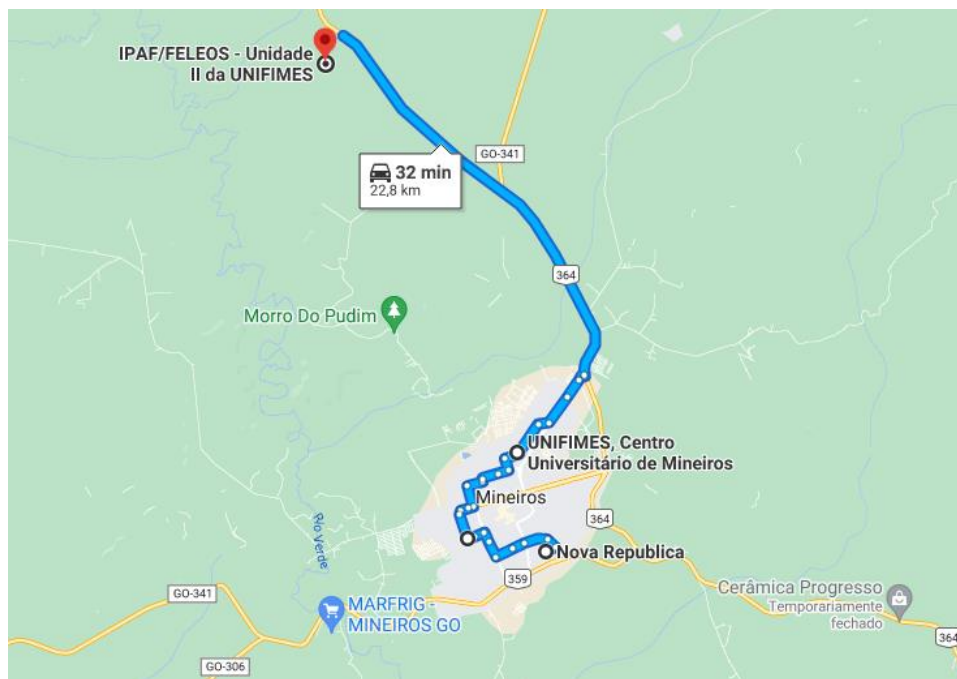 IPAF/FELEOS - Unidade
II da UNIFIMES
GO-341
32 min
22,8 km
364
Morro Do Pudim
UNIFIMES, Centro
Universitário de Mineiros
Mineiros
364
Nova Republica
Rio Verde
359
GO-341
MARFRIG -
MINEIROS GO
Cerâmica Progresso
Temporariamente
fechado
364
GO-306